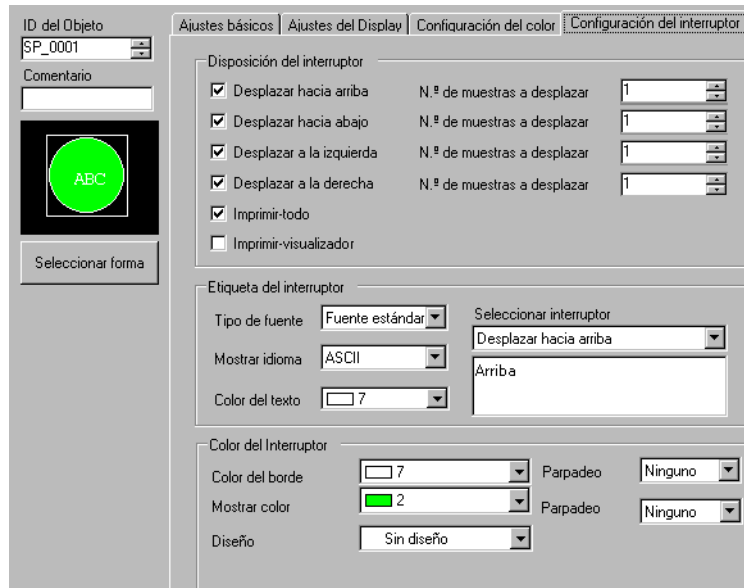 ID del Objeto
SP_0001
Comentario
ABC
Seleccionar forma
Ajustes básicos
Ajustes del Display
Configuración del color
Configuración del interruptor
Disposición del interruptor
Desplazar hacia arriba N.º de muestras a desplazar 1
Desplazar hacia abajo N.º de muestras a desplazar 1
Desplazar a la izquierda N.º de muestras a desplazar 1
Desplazar a la derecha N.º de muestras a desplazar 1
Imprimir-todo
Imprimir-visualizador
Etiqueta del interruptor
Tipo de fuente Fuente estándar
Mostrar idioma ASCII
Color del texto 7
Seleccionar interruptor
Desplazar hacia arriba
Arriba
Color del Interruptor
Color del borde 7 Parpadeo Ninguno
Mostrar color 2 Parpadeo Ninguno
Diseño Sin diseño